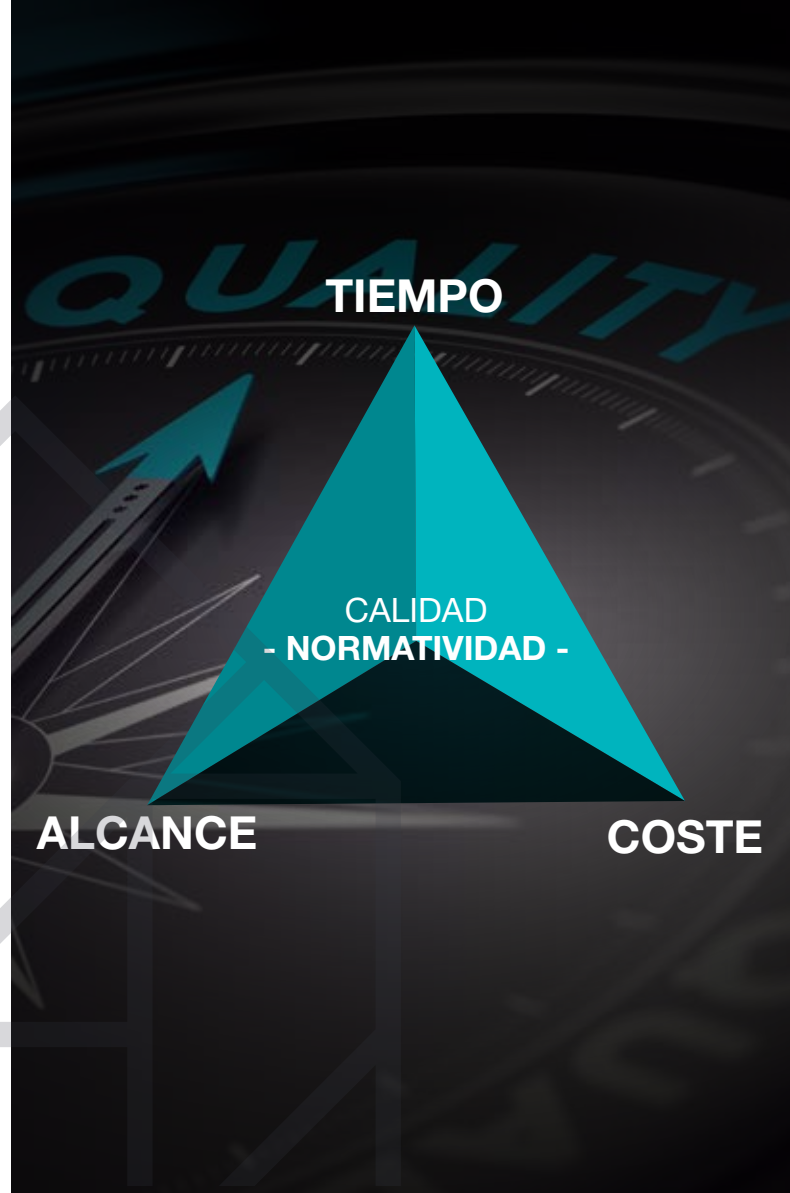 QUALITY
TIEMPO
CALIDAD
- NORMATIVIDAD -
ALCANCE
COSTE